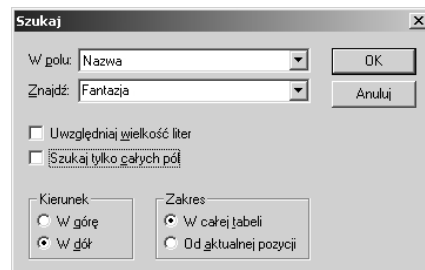 Szukaj
W polu: Nazwa OK
Znajdź: Fantazja Anuluj
Uwzględniaj wielkość liter
Szukaj tylko całych pól
Kierunek Zakres
W górę W całej tabeli
W dół Od aktualnej pozycji